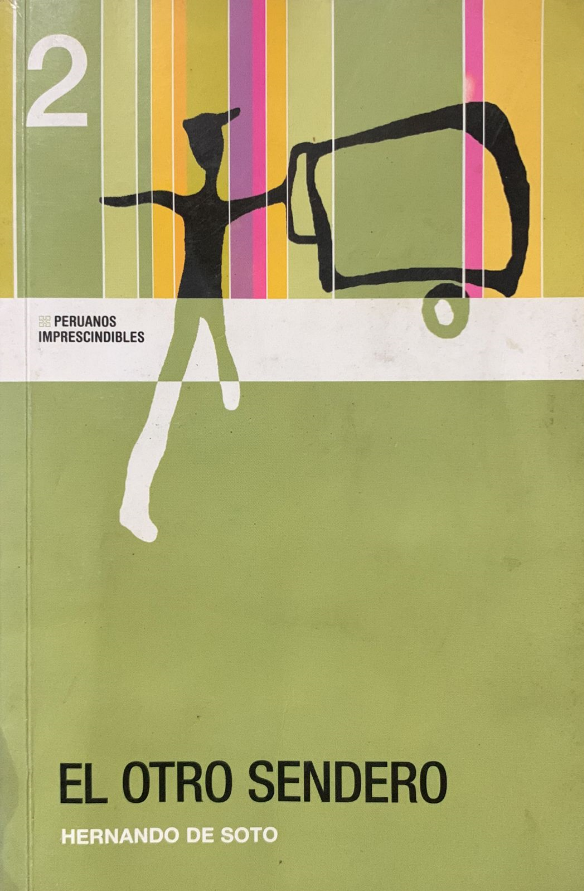 2
PERUANOS
IMPRESCINDIBLES
EL OTRO SENDERO
HERNANDO DE SOTO